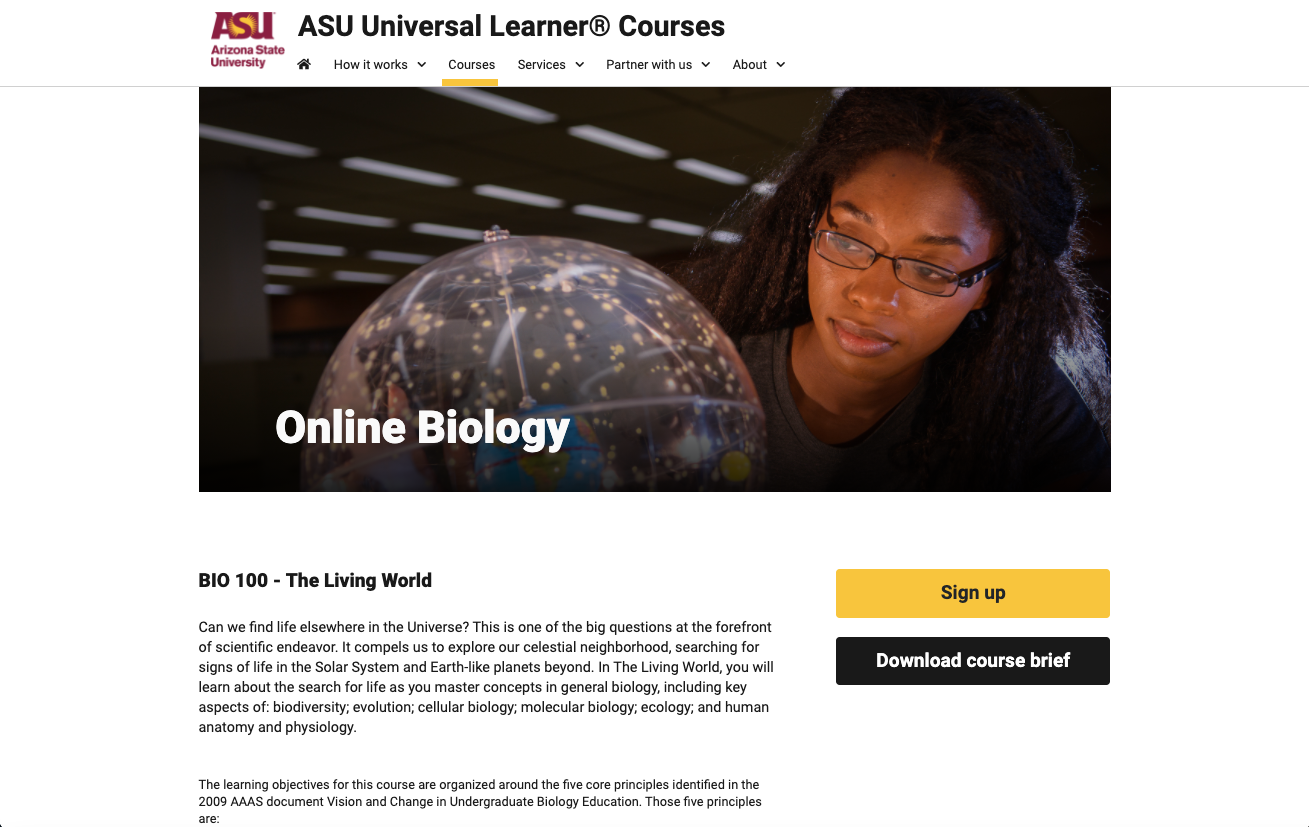 ASU
Arizona State
University
ASU Universal Learner® Courses
How it works
Courses
Services
Partner with us
About
Online Biology
BIO 100 - The Living World
Can we find life elsewhere in the Universe? This is one of the big questions at the forefront
of scientific endeavor. It compels us to explore our celestial neighborhood, searching for
signs of life in the Solar System and Earth-like planets beyond. In The Living World, you will
learn about the search for life as you master concepts in general biology, including key
aspects of: biodiversity; evolution; cellular biology; molecular biology; ecology; and human
anatomy and physiology.
The learning objectives for this course are organized around the five core principles identified in the
2009 AAAS document Vision and Change in Undergraduate Biology Education. Those five principles
are:
Sign up
Download course brief